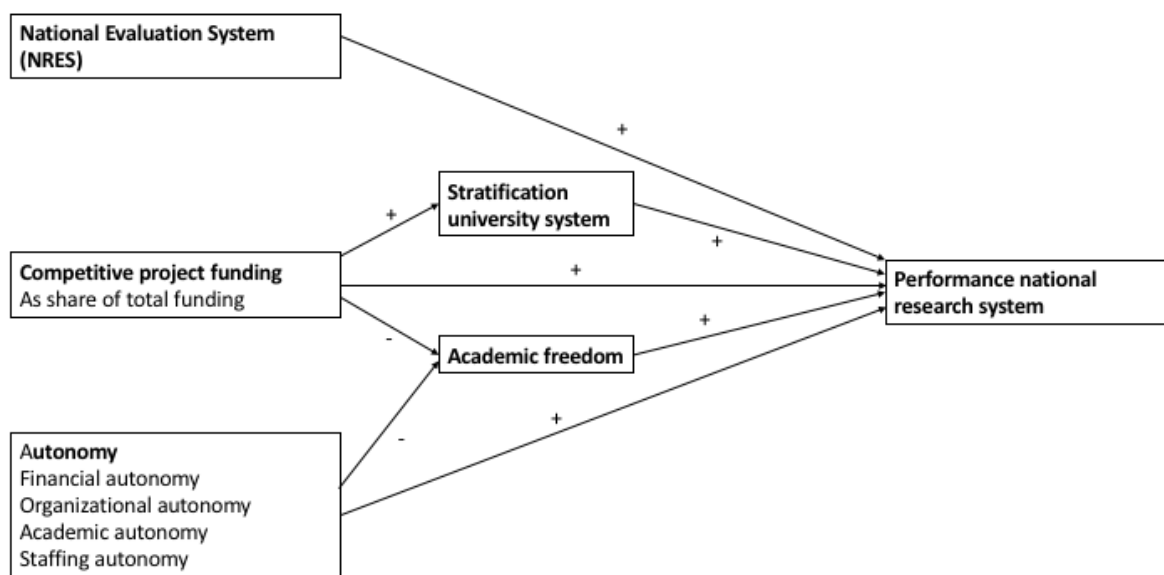 National Evaluation System
(NRES)
+
Stratification
university system
+
+
Competitive project funding
As share of total funding
+
Performance national
research system
-
Academic freedom
+
Autonomy
Financial autonomy
Organizational autonomy
Academic autonomy
Staffing autonomy
-
+